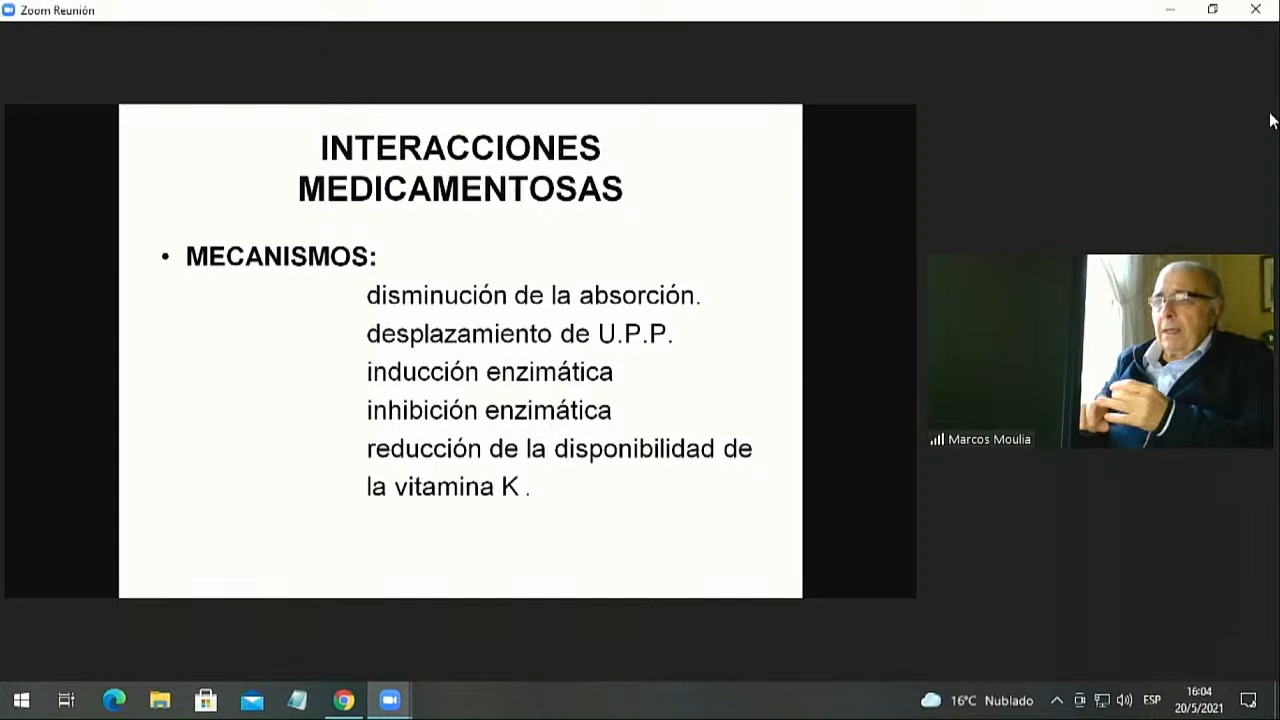 Zoom Reunión
INTERACCIONES
MEDICAMENTOSAS
• MECANISMOS:
disminución de la absorción.
desplazamiento de U.P.P.
inducción enzimática
inhibición enzimática
reducción de la disponibilidad de
la vitamina K .
Marcos Moulia
16°C Nublado
ESP
16:04
20/5/2021